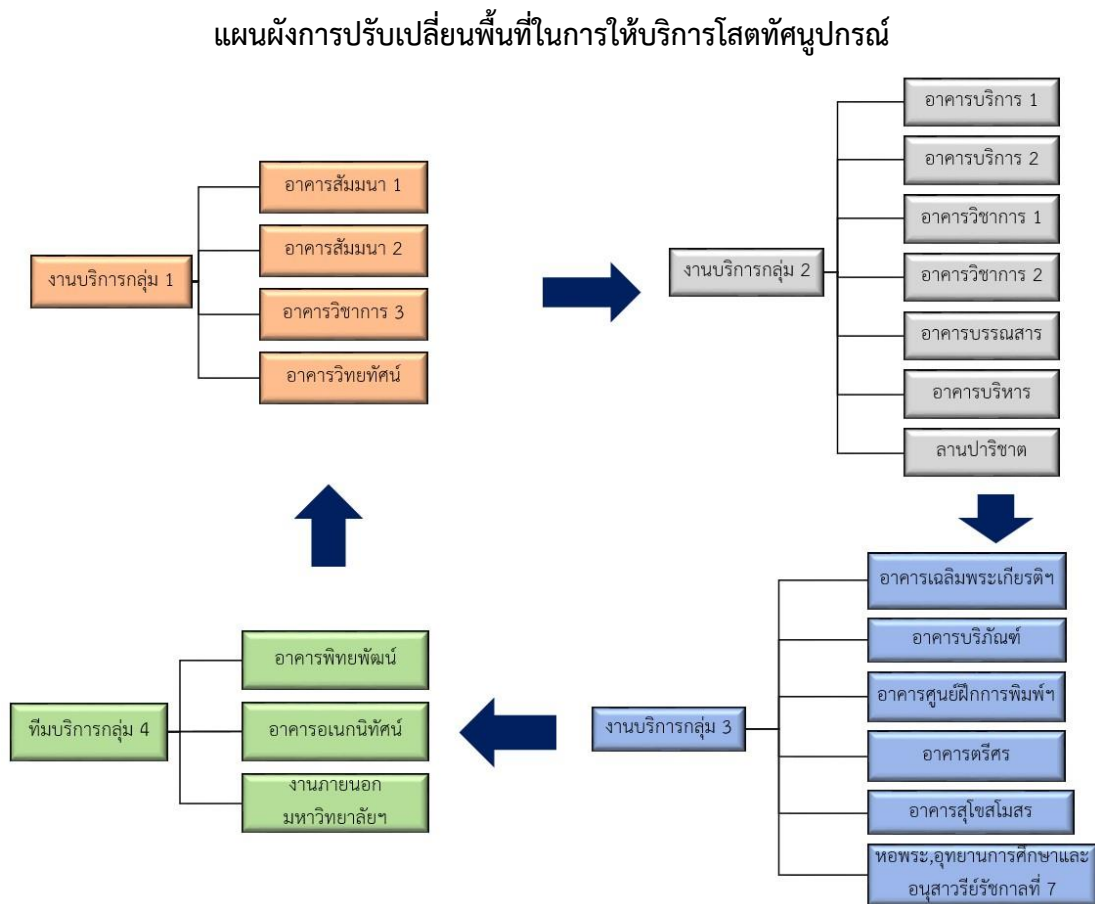 แผนผังการปรับเปลี่ยนพื้นที่ในการให้บริการโสตทัศนูปกรณ์
งานบริการกลุ่ม 1
อาคารสัมมนา 1
อาคารสัมมนา 2
อาคารวิชาการ 3
อาคารวิทยทัศน์
งานบริการกลุ่ม 2
อาคารบริการ 1
อาคารบริการ 2
อาคารวิชาการ 1
อาคารวิชาการ 2
อาคารบรรณสาร
อาคารบริหาร
ลานปาริชาต
งานบริการกลุ่ม 3
อาคารเฉลิมพระเกียรติฯ
อาคารบริภัณฑ์
อาคารศูนย์ฝึกการพิมพ์ฯ
อาคารตรีศร
อาคารสุโขสโมสร
หอพระ,อุทยานการศึกษาและ
อนุสาวรีย์รัชกาลที่ 7
ทีมบริการกลุ่ม 4
อาคารพิทยพัฒน์
อาคารอเนกนิทัศน์
งานภายนอก
มหาวิทยาลัยฯ